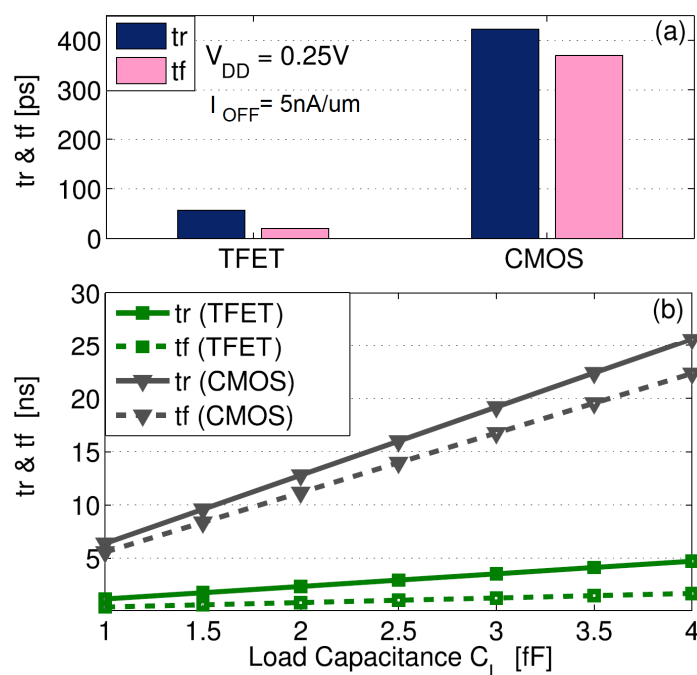 (a)
tr
tf
V_DD = 0.25V
I_OFF= 5nA/um
tr & tf [ps]
400
300
200
100
0
TFET CMOS
(b)
tr (TFET)
tf (TFET)
tr (CMOS)
tf (CMOS)
tr & tf [ns]
30
25
20
15
10
5
1 1.5 2 2.5 3 3.5 4
Load Capacitance C_L [fF]